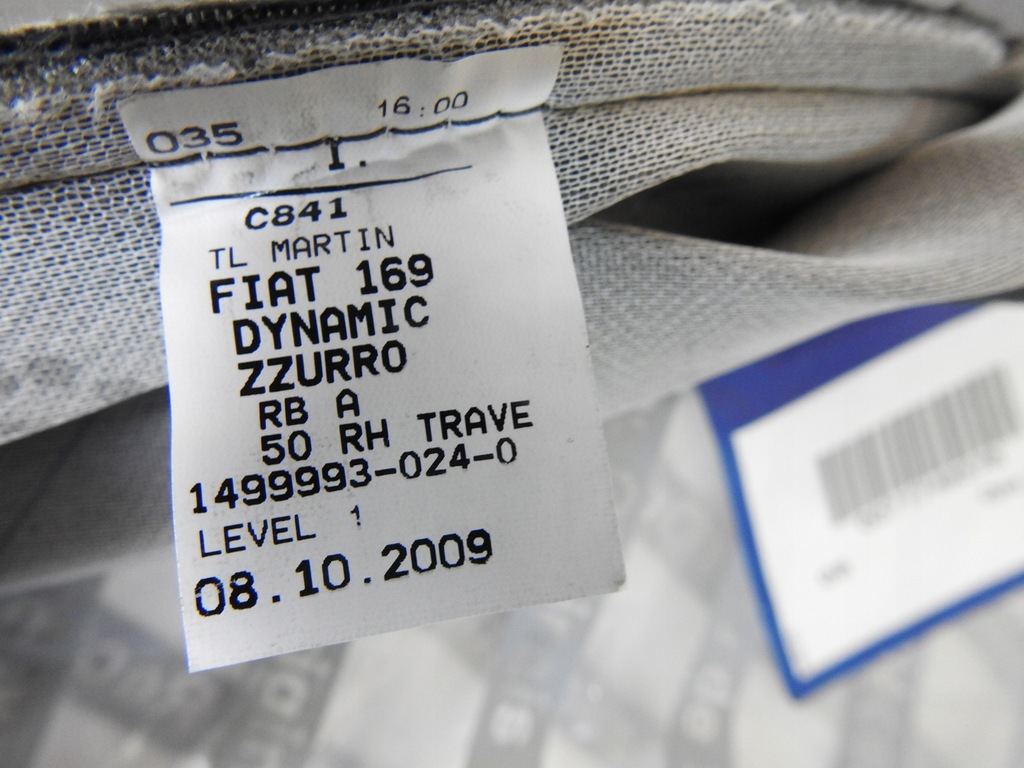 035 16:00
I.
C841
TL MARTIN
FIAT 169
DYNAMIC
ZZURRO
RB A
50 RH TRAVE
1499993-024-0
LEVEL 1
08.10.2009